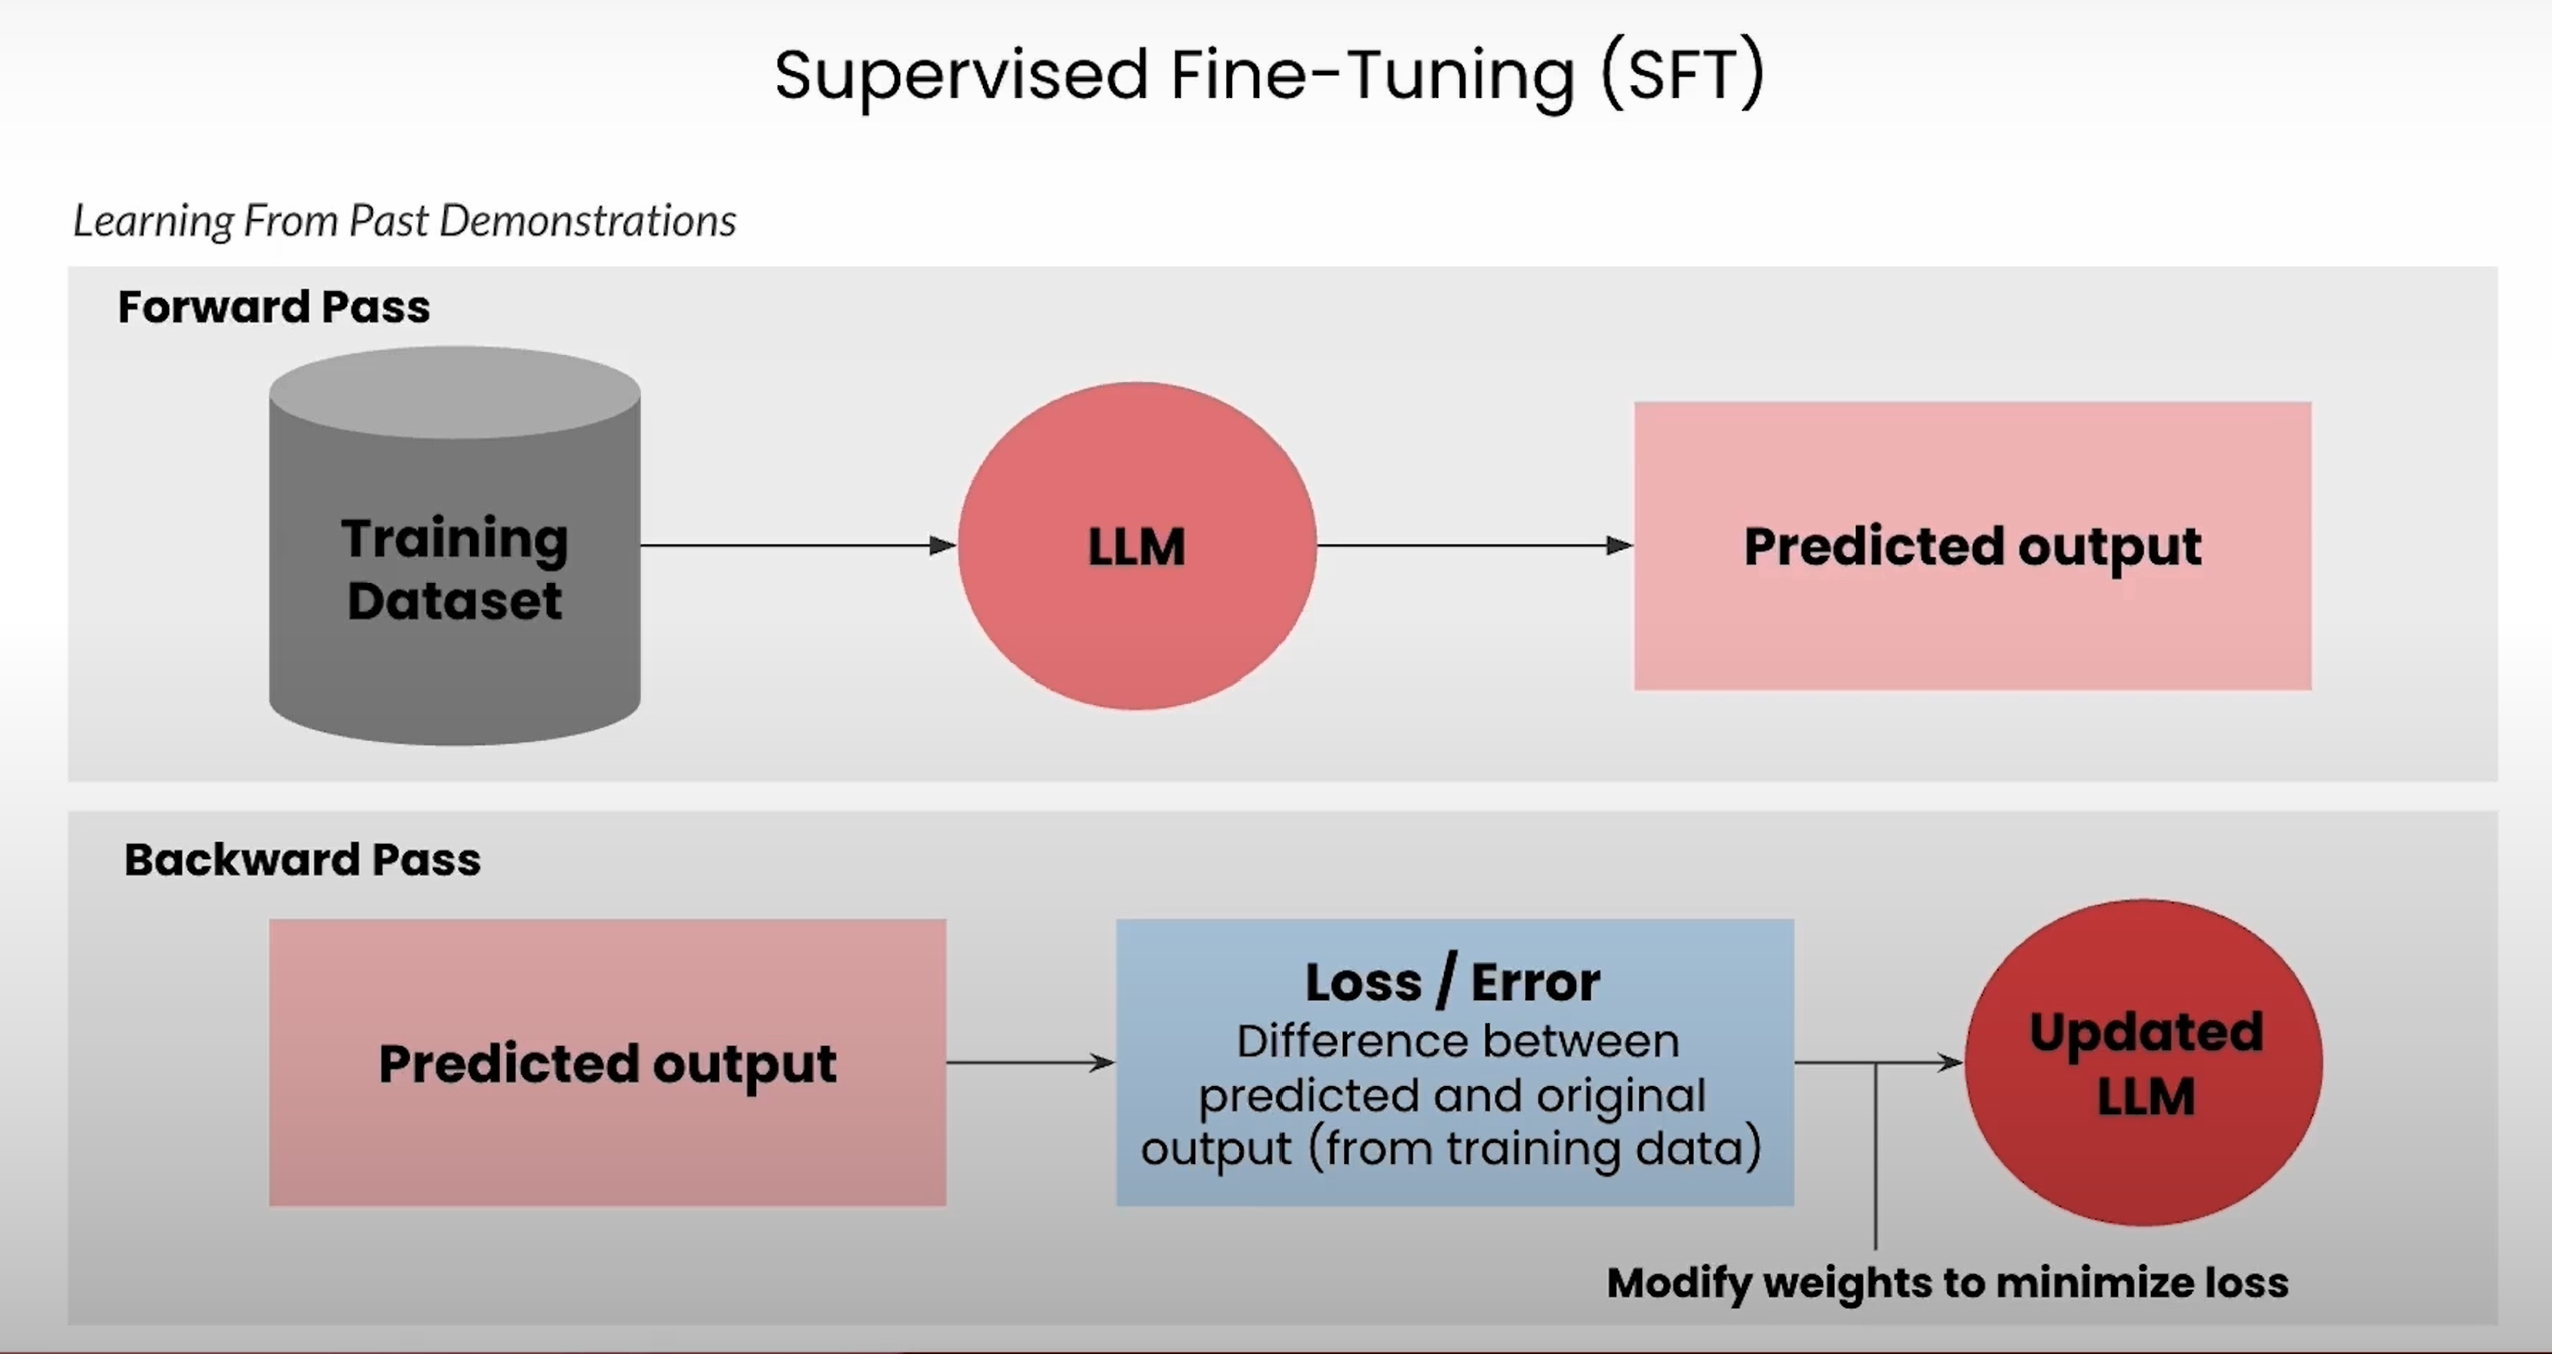 Supervised Fine-Tuning (SFT)
Learning From Past Demonstrations
Forward Pass
Training
Dataset
LLM
Predicted output
Backward Pass
Predicted output
Loss / Error
Difference between
predicted and original
output (from training data)
Updated
LLM
Modify weights to minimize loss